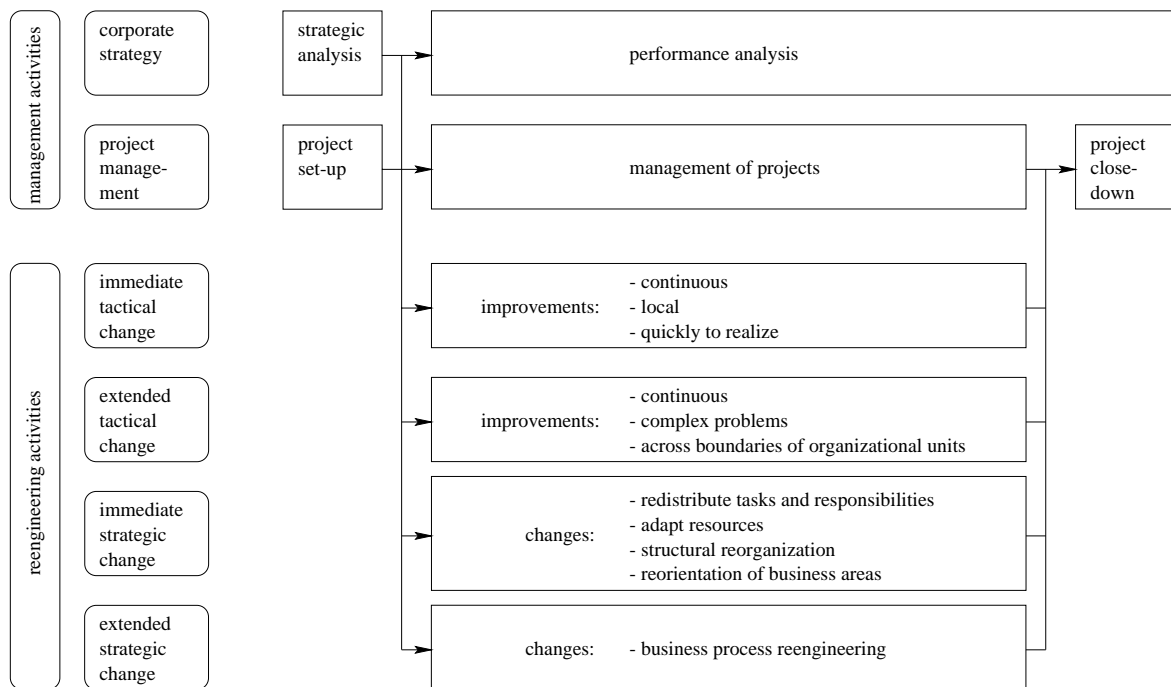 management activities
corporate
strategy
strategic
analysis
performance analysis
project
manage-
ment
project
set-up
management of projects
project
close-
down
reengineering activities
immediate
tactical
change
improvements:
- continuous
- local
- quickly to realize
extended
tactical
change
improvements:
- continuous
- complex problems
- across boundaries of organizational units
immediate
strategic
change
changes:
- redistribute tasks and responsibilities
- adapt resources
- structural reorganization
- reorientation of business areas
extended
strategic
change
changes:
- business process reengineering